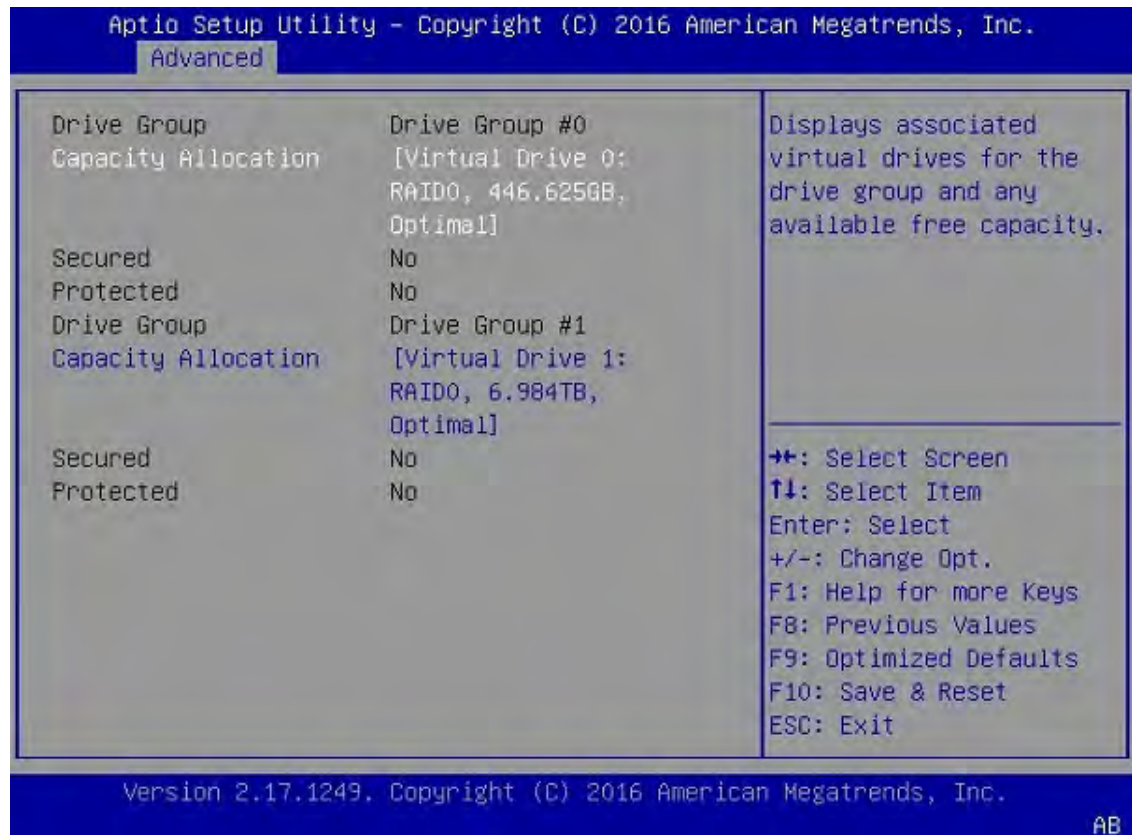 Aptio Setup Utility – Copyright (C) 2016 American Megatrends, Inc.
Advanced
Drive Group Drive Group #0
Capacity Allocation [Virtual Drive 0:
RAID0, 446.625GB,
Optimal]
Secured No
Protected No
Drive Group Drive Group #1
Capacity Allocation [Virtual Drive 1:
RAID0, 6.984TB,
Optimal]
Secured No
Protected No
Displays associated
virtual drives for the
drive group and any
available free capacity.
→←: Select Screen
↑↓: Select Item
Enter: Select
+/-: Change Opt.
F1: Help for more Keys
F8: Previous Values
F9: Optimized Defaults
F10: Save & Reset
ESC: Exit
Version 2.17.1249. Copyright (C) 2016 American Megatrends, Inc.
AB